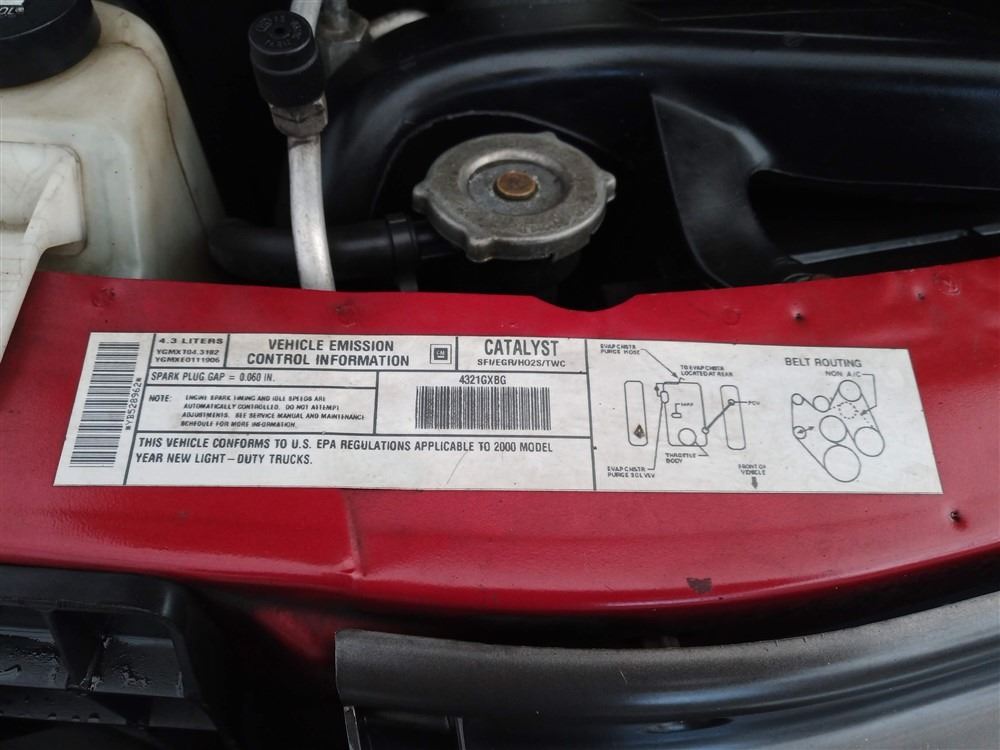 4.3 LITERS
YGMXT04.3182
YGMXE0111906
VEHICLE EMISSION
CONTROL INFORMATION
GM
CATALYST
SFI/EGR/HO2S/TWC
SPARK PLUG GAP = 0.060 IN.
NOTE: ENGINE SPARK TIMING AND IDLE SPEEDS ARE
AUTOMATICALLY CONTROLLED. DO NOT ATTEMPT
ADJUSTMENTS. SEE SERVICE MANUAL AND MAINTENANCE
SCHEDULE FOR MORE INFORMATION.
4321GXBG
*YB5289624*
THIS VEHICLE CONFORMS TO U.S. EPA REGULATIONS APPLICABLE TO 2000 MODEL
YEAR NEW LIGHT-DUTY TRUCKS.
EVAP CNSTR
PURGE HOSE
TO EVAP CNSTR
LOCATED AT REAR
MAP
PCV
THROTTLE
BODY
EVAP CNSTR
PURGE SOL VLV
FRONT OF
VEHICLE
BELT ROUTING
NON A/C